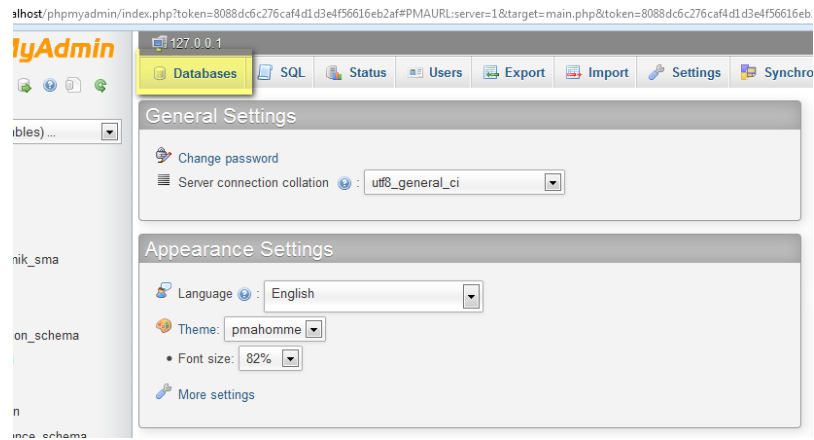 alhost/phpmyadmin/index.php?token=8088dc6c276caf4d1d3e4f56616eb2af#PMAURL:server=1&target=main.php&token=8088dc6c276caf4d1d3e4f56616eb.
lyAdmin
127.0.0.1
Databases SQL Status Users Export Import Settings Synchro
ables) ...
General Settings
Change password
Server connection collation : utf8_general_ci
nik_sma
Appearance Settings
Language : English
on_schema
Theme: pmahomme
• Font size: 82%
More settings
n
nce_schema